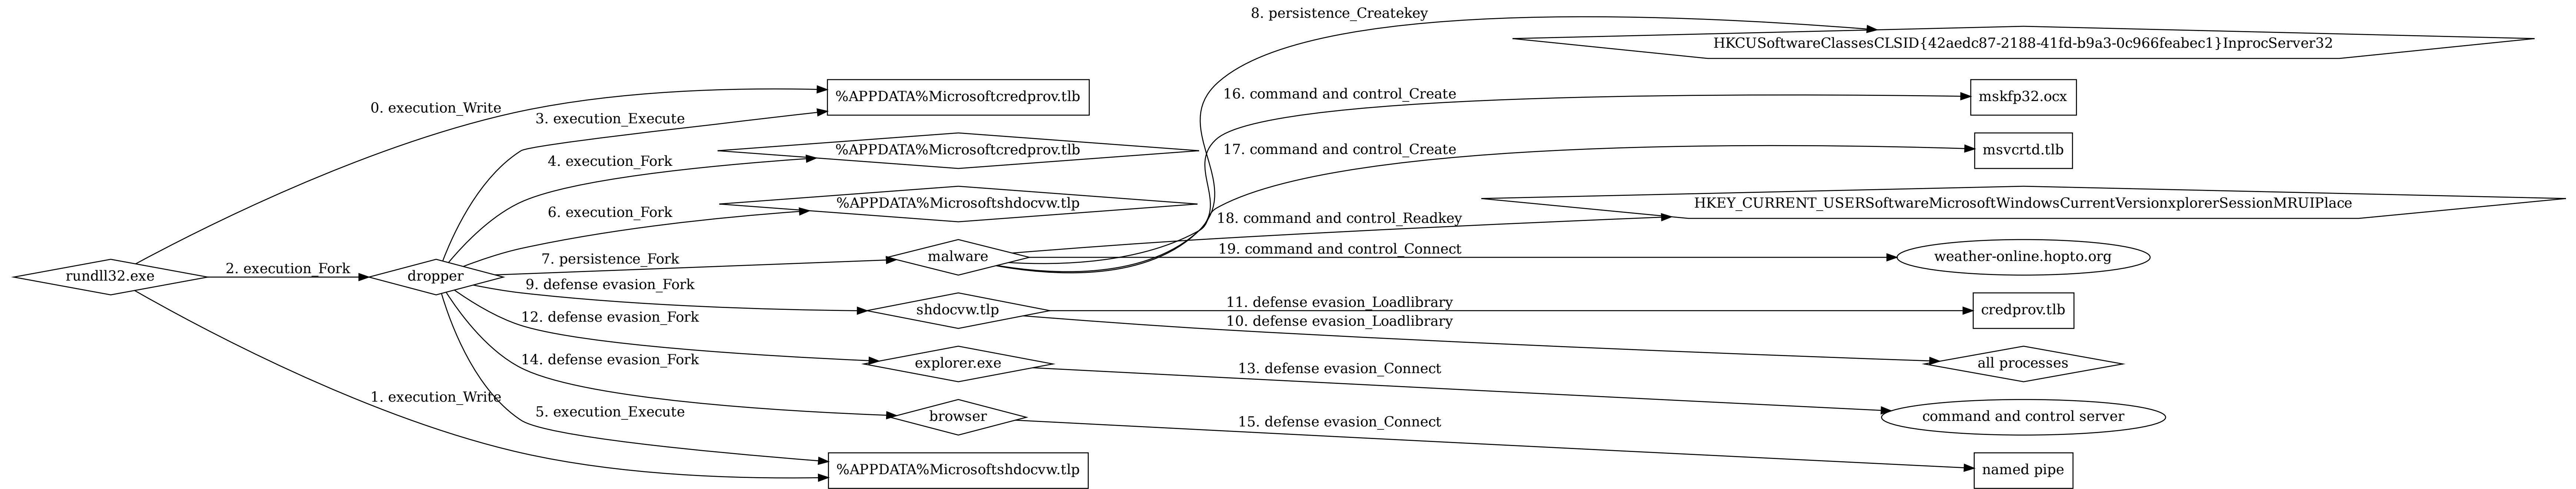 8. persistence_Createkey
HKCUSoftwareClassesCLSID{42aedc87-2188-41fd-b9a3-0c966feabec1}InprocServer32
0. execution_Write
%APPDATA%Microsoftcredprov.tlb
16. command and control_Create
mskfp32.ocx
3. execution_Execute
4. execution_Fork
%APPDATA%Microsoftcredprov.tlb
17. command and control_Create
msvcrtd.tlb
6. execution_Fork
%APPDATA%Microsoftshdocvw.tlp
18. command and control_Readkey
HKEY_CURRENT_USERSoftwareMicrosoftWindowsCurrentVersionxplorerSessionMRUIPlace
rundll32.exe
2. execution_Fork
dropper
7. persistence_Fork
malware
19. command and control_Connect
weather-online.hopto.org
9. defense evasion_Fork
shdocvw.tlp
11. defense evasion_Loadlibrary
credprov.tlb
10. defense evasion_Loadlibrary
all processes
12. defense evasion_Fork
explorer.exe
13. defense evasion_Connect
command and control server
14. defense evasion_Fork
browser
15. defense evasion_Connect
named pipe
1. execution_Write
5. execution_Execute
%APPDATA%Microsoftshdocvw.tlp